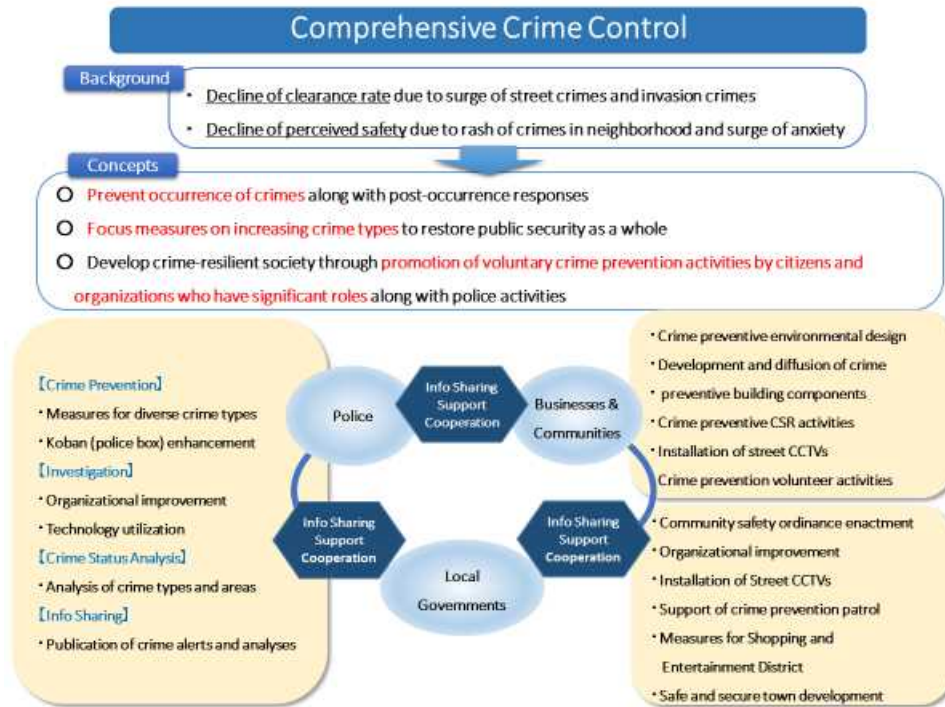 Comprehensive Crime Control
Background
・ Decline of clearance rate due to surge of street crimes and invasion crimes
・ Decline of perceived safety due to rash of crimes in neighborhood and surge of anxiety
Concepts
○ Prevent occurrence of crimes along with post-occurrence responses
○ Focus measures on increasing crime types to restore public security as a whole
○ Develop crime-resilient society through promotion of voluntary crime prevention activities by citizens and
organizations who have significant roles along with police activities
【Crime Prevention】
・Measures for diverse crime types
・Koban (police box) enhancement
【Investigation】
・Organizational improvement
・Technology utilization
【Crime Status Analysis】
・Analysis of crime types and areas
【Info Sharing】
・Publication of crime alerts and analyses
Police
Info Sharing
Support
Cooperation
Businesses &
Communities
Info Sharing
Support
Cooperation
Info Sharing
Support
Cooperation
Local
Governments
・Crime preventive environmental design
・Development and diffusion of crime
・ preventive building components
・Crime preventive CSR activities
・Installation of street CCTVs
・Crime prevention volunteer activities
・Community safety ordinance enactment
・Organizational improvement
・Installation of Street CCTVs
・Support of crime prevention patrol
・Measures for Shopping and
Entertainment District
・Safe and secure town development